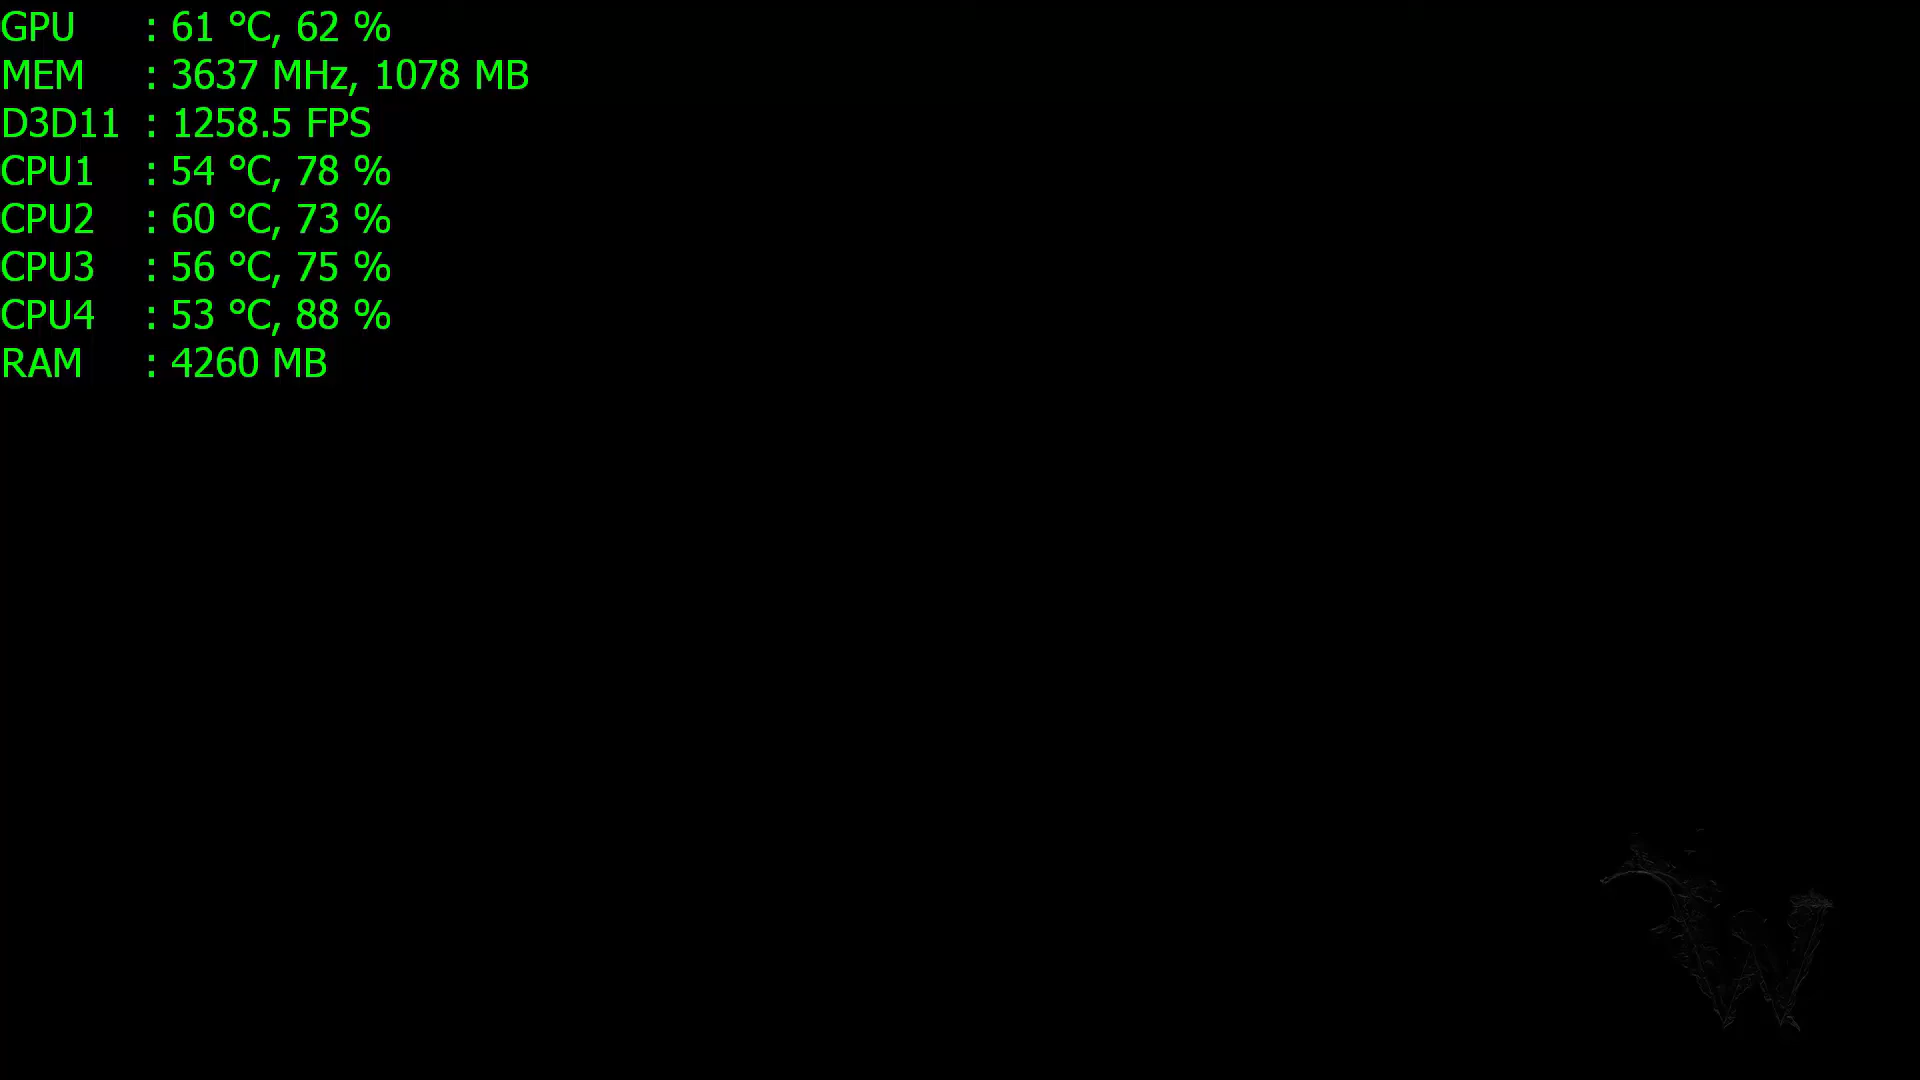 GPU : 61 °C, 62 %
MEM : 3637 MHz, 1078 MB
D3D11 : 1258.5 FPS
CPU1 : 54 °C, 78 %
CPU2 : 60 °C, 73 %
CPU3 : 56 °C, 75 %
CPU4 : 53 °C, 88 %
RAM : 4260 MB
W